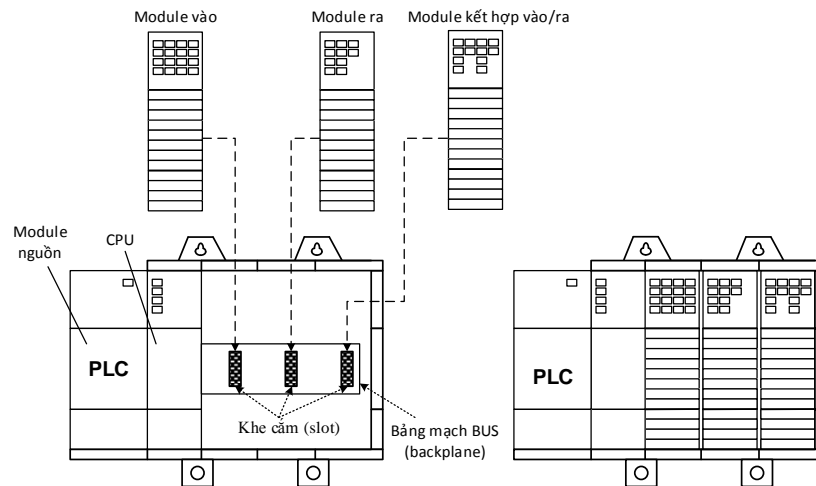 Module vào
Module ra
Module kết hợp vào/ra
Module
nguồn
CPU
PLC
Khe cắm (slot)
Bảng mạch BUS
(backplane)
PLC